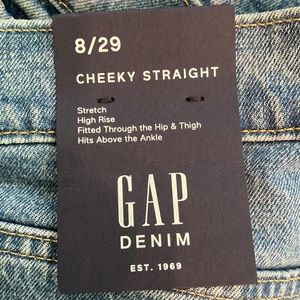 8/29
CHEEKY STRAIGHT
Stretch
High Rise
Fitted Through the Hip & Thigh
Hits Above the Ankle
GAP
DENIM
EST. 1969